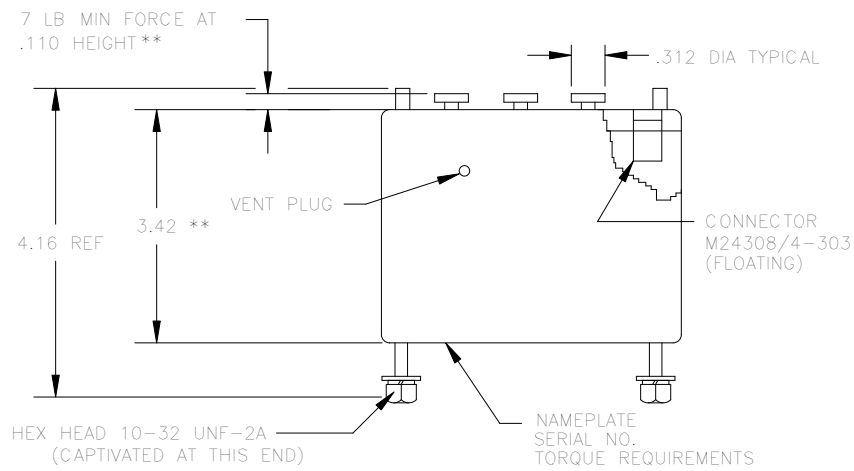 7 LB MIN FORCE AT
.110 HEIGHT**
.312 DIA TYPICAL
VENT PLUG
4.16 REF
3.42 **
CONNECTOR
M24308/4-303
(FLOATING)
HEX HEAD 10-32 UNF-2A
(CAPTIVATED AT THIS END)
NAMEPLATE
SERIAL NO.
TORQUE REQUIREMENTS